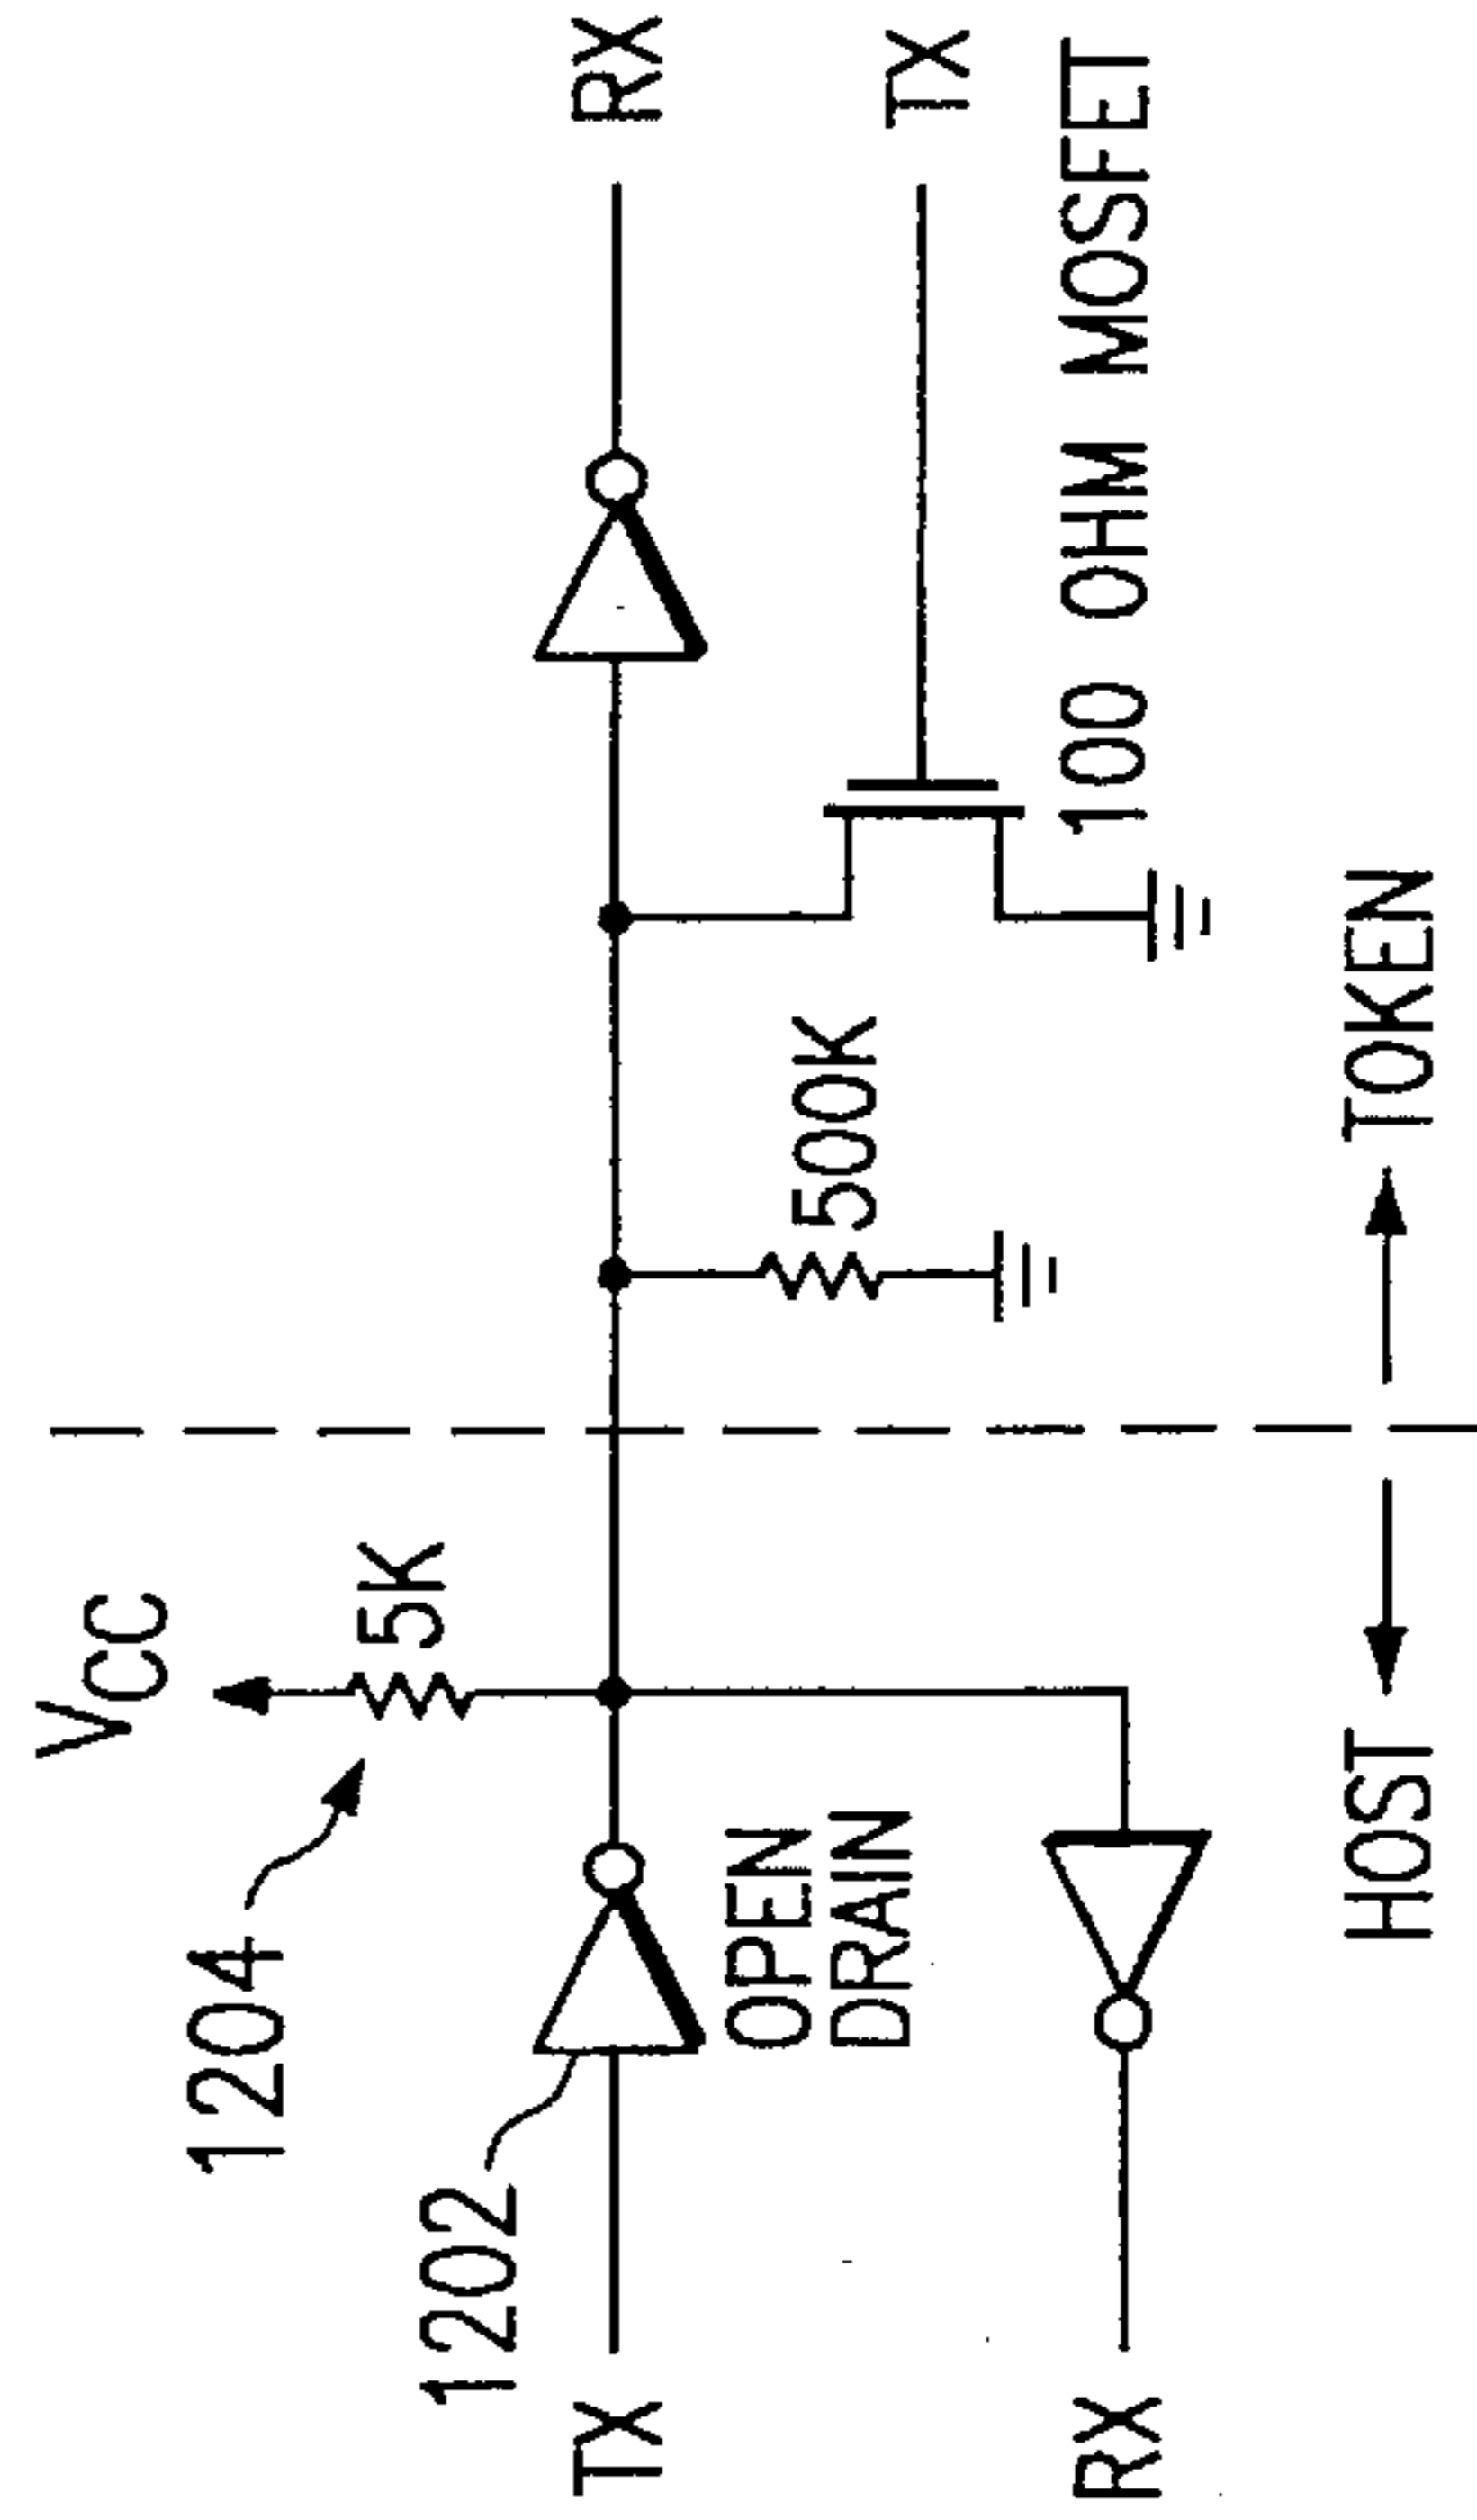 VCC
5K
1204
1202
TX
OPEN
DRAIN
RX
500K
RX
TX
100 OHM MOSFET
HOST
TOKEN